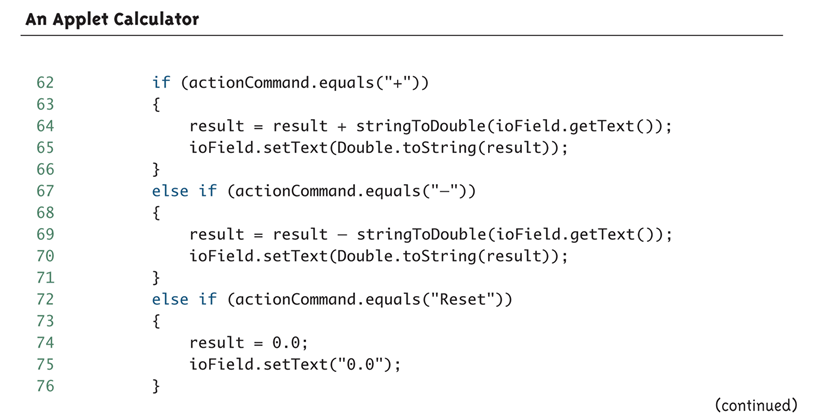 An Applet Calculator
62 if (actionCommand.equals("+"))
63 {
64 result = result + stringToDouble(ioField.getText());
65 ioField.setText(Double.toString(result));
66 }
67 else if (actionCommand.equals("–"))
68 {
69 result = result – stringToDouble(ioField.getText());
70 ioField.setText(Double.toString(result));
71 }
72 else if (actionCommand.equals("Reset"))
73 {
74 result = 0.0;
75 ioField.setText("0.0");
76 }
(continued)